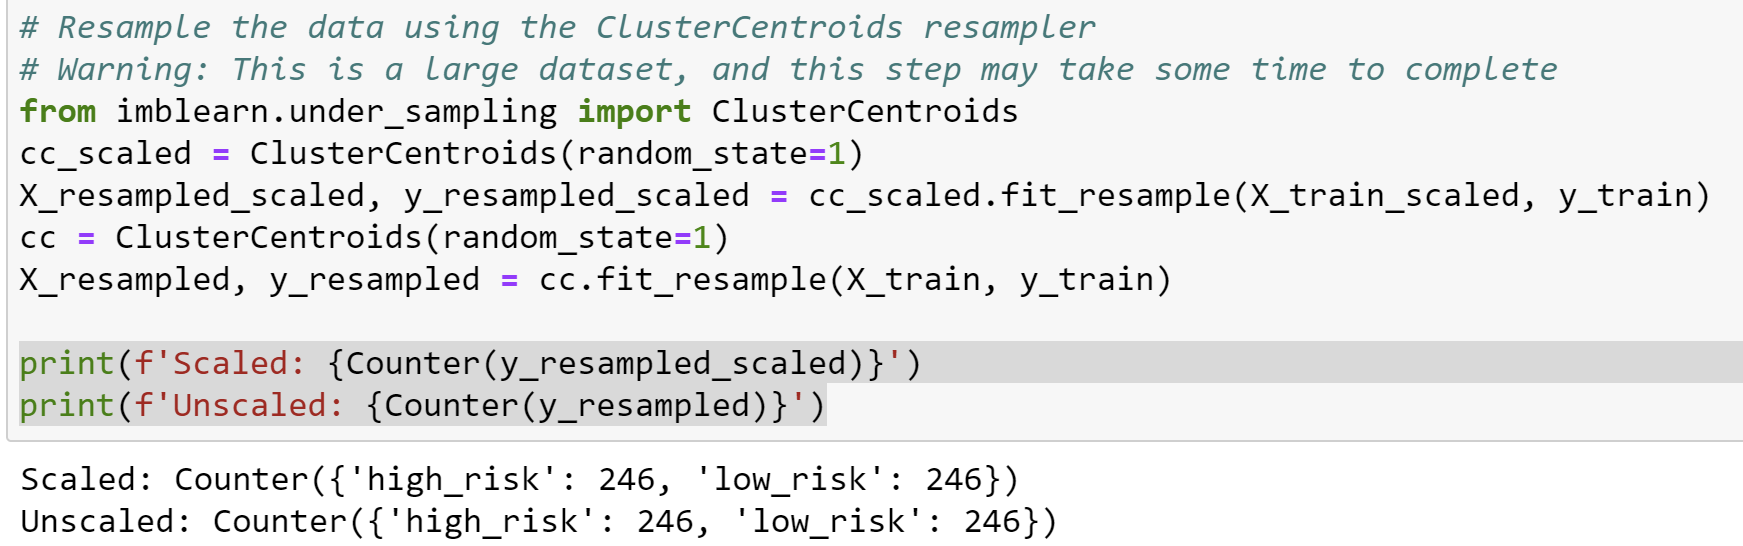 # Resample the data using the ClusterCentroids resampler
# Warning: This is a large dataset, and this step may take some time to complete
from imblearn.under_sampling import ClusterCentroids
cc_scaled = ClusterCentroids(random_state=1)
X_resampled_scaled, y_resampled_scaled = cc_scaled.fit_resample(X_train_scaled, y_train)
cc = ClusterCentroids(random_state=1)
X_resampled, y_resampled = cc.fit_resample(X_train, y_train)
print(f'Scaled: {Counter(y_resampled_scaled)}')
print(f'Unscaled: {Counter(y_resampled)}')
Scaled: Counter({'high_risk': 246, 'low_risk': 246})
Unscaled: Counter({'high_risk': 246, 'low_risk': 246})